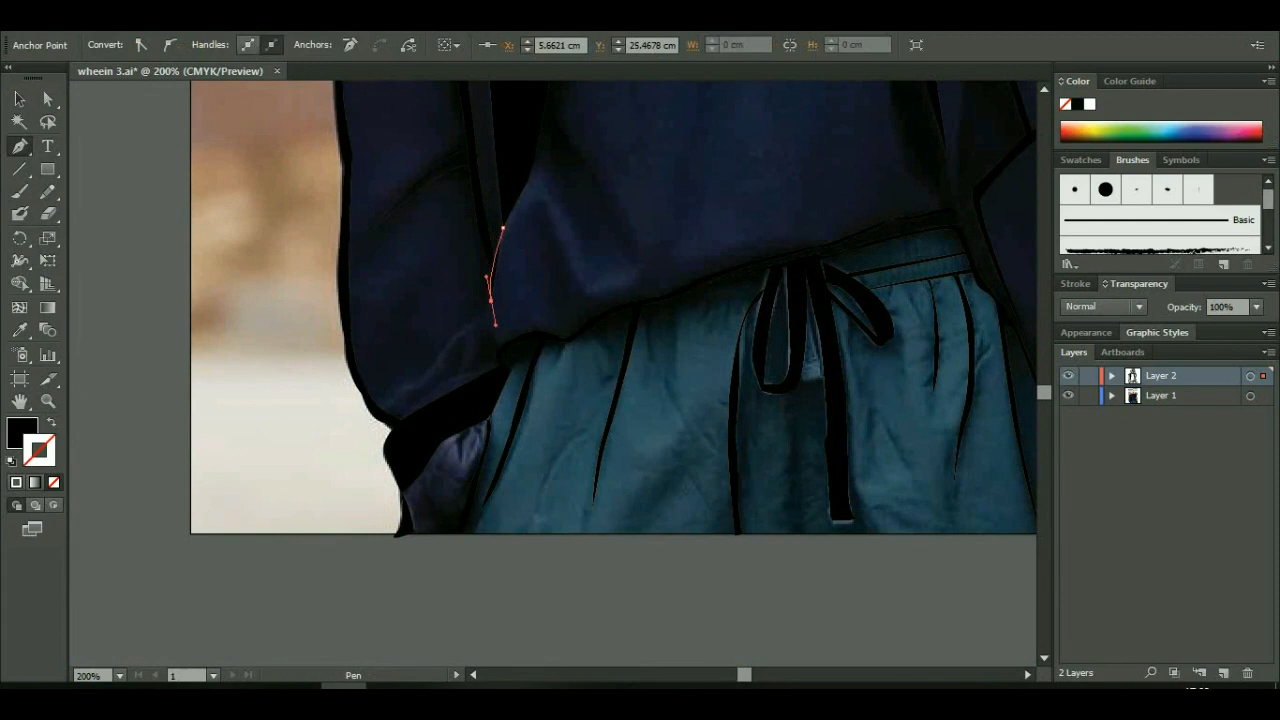 Anchor Point Convert: Handles: Anchors: X: 5.6621 cm Y: 25.4678 cm W: 0 cm H: 0 cm
wheein 3.ai* @ 200% (CMYK/Preview) ×
Color Color Guide
Swatches Brushes Symbols
Basic
Stroke Transparency
Normal Opacity: 100%
Appearance Graphic Styles
Layers Artboards
Layer 2
Layer 1
2 Layers
200% 1 Pen